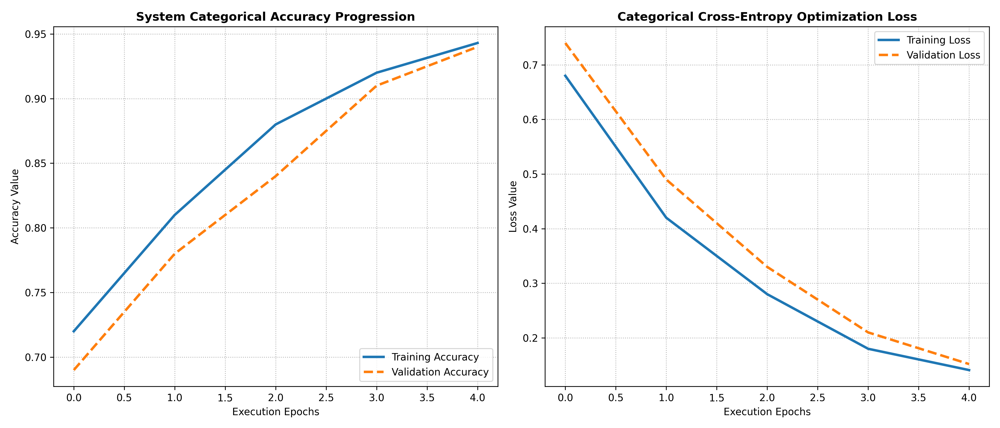 System Categorical Accuracy Progression
0.95
0.90
0.85
0.80
0.75
0.70
Accuracy Value
Training Accuracy
Validation Accuracy
0.0 0.5 1.0 1.5 2.0 2.5 3.0 3.5 4.0
Execution Epochs
Categorical Cross-Entropy Optimization Loss
Training Loss
Validation Loss
0.7
0.6
0.5
0.4
0.3
0.2
Loss Value
0.0 0.5 1.0 1.5 2.0 2.5 3.0 3.5 4.0
Execution Epochs